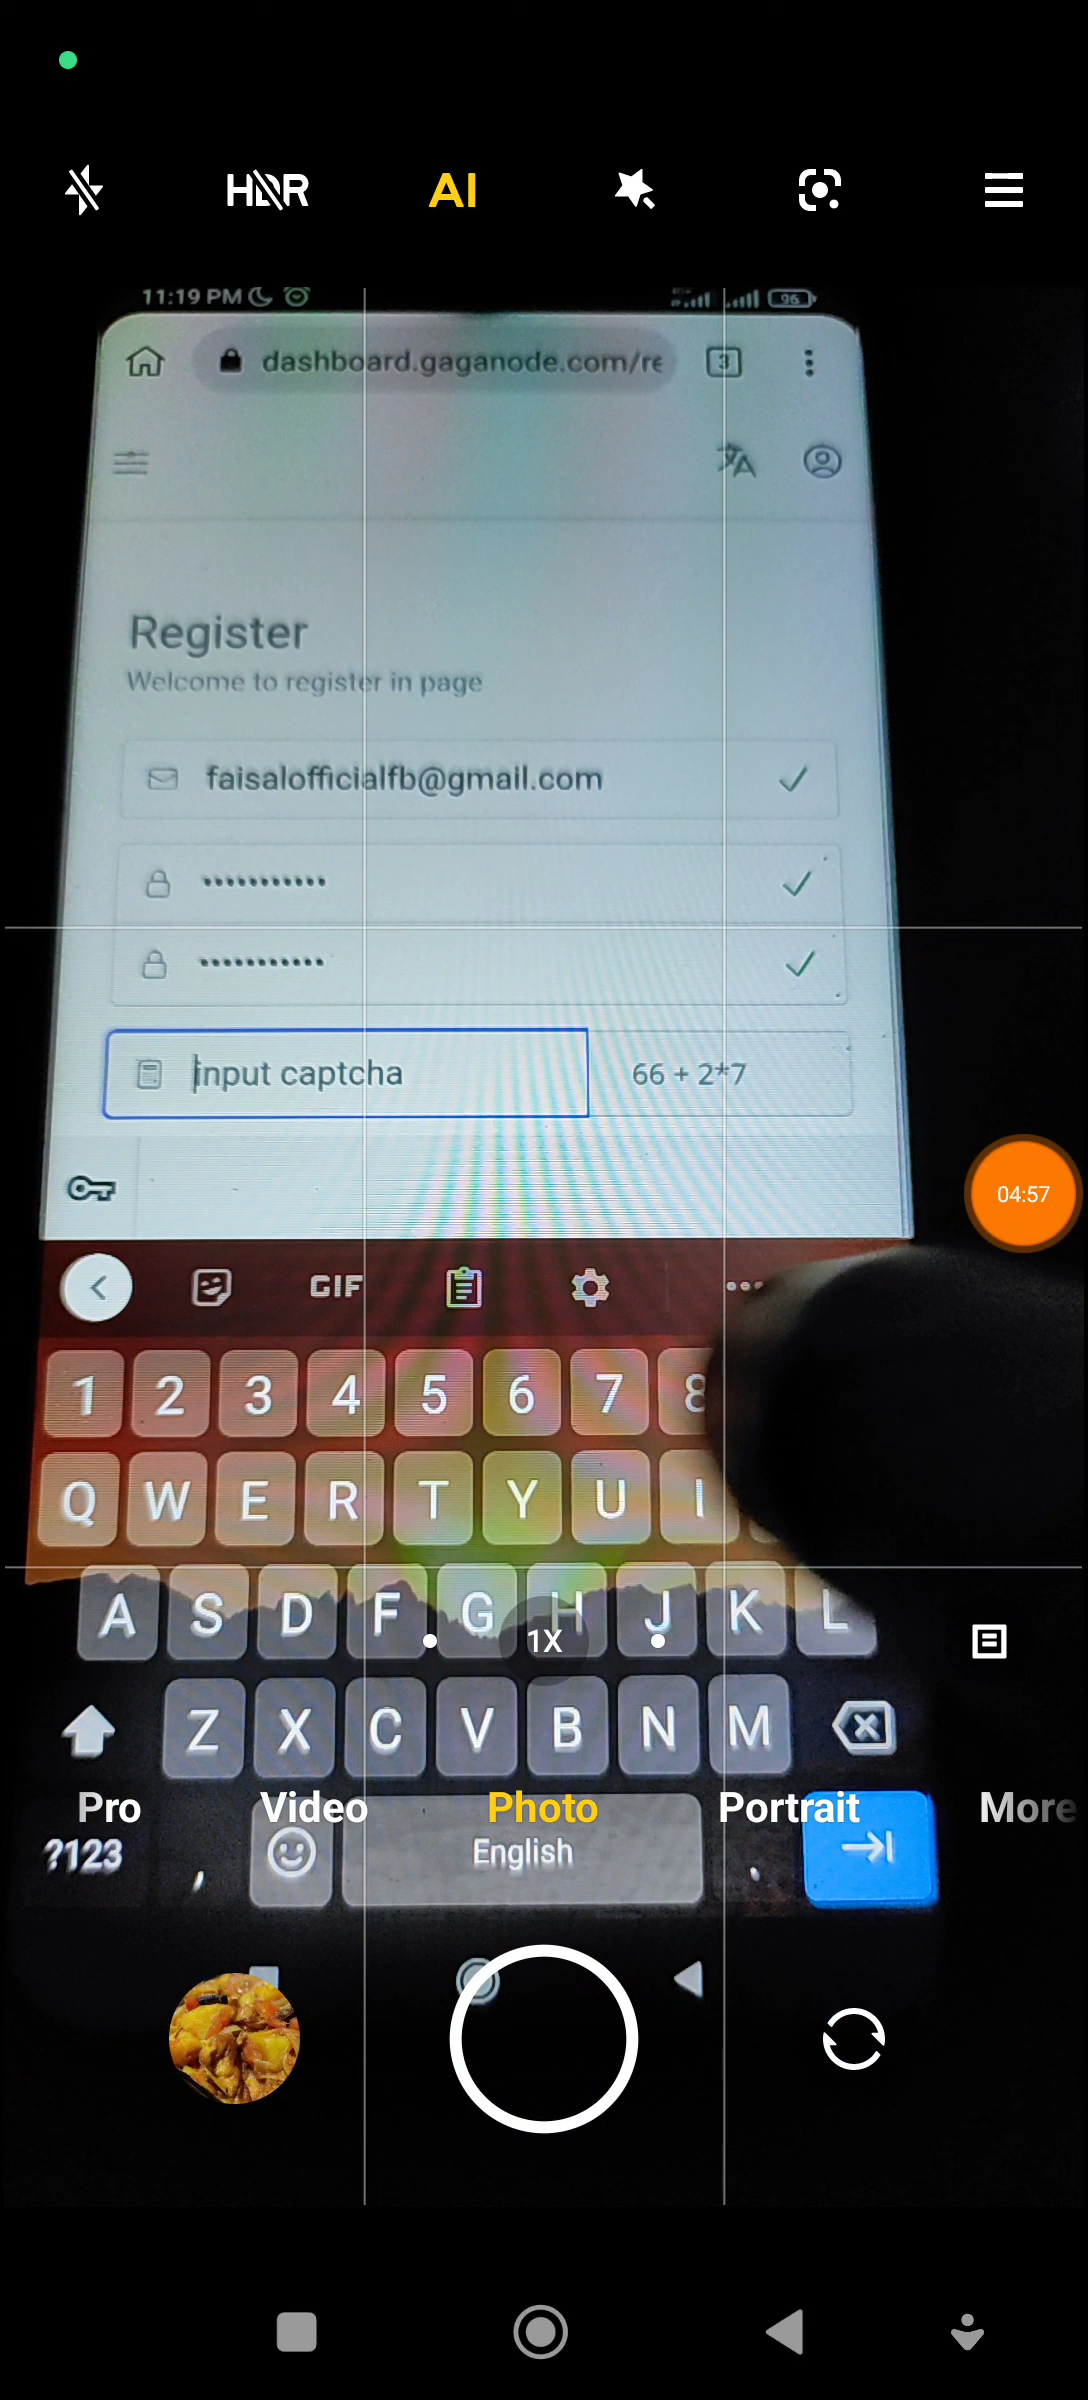 HDR
AI
11:19 PM
96
dashboard.gaganode.com/re
3
Register
Welcome to register in page
faisalofficialfb@gmail.com
•••••••••••
•••••••••••
Input captcha
66 + 2*7
04:57
GIF
1 2 3 4 5 6 7 8
Q W E R T Y U I
A S D F G H J K L
1X
Z X C V B N M
Pro Video Photo Portrait More
?123 , English .